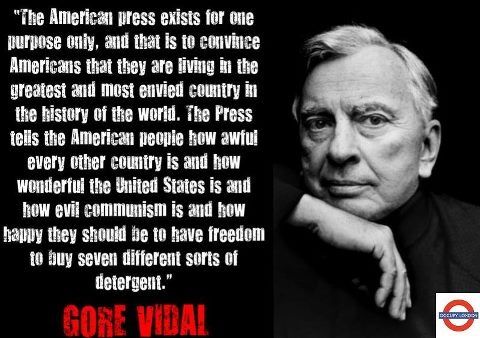 "The American press exists for one
purpose only, and that is to convince
Americans that they are living in the
greatest and most envied country in
the history of the world. The Press
tells the American people how awful
every other country is and how
wonderful the United States is and
how evil communism is and how
happy they should be to have freedom
to buy seven different sorts of
detergent."
GORE VIDAL
OCCUPY LONDON